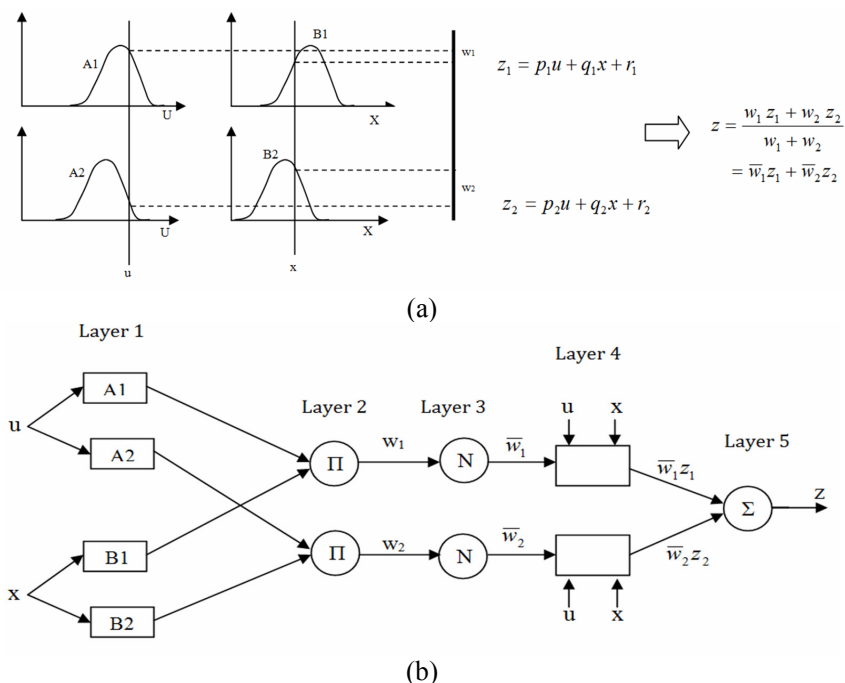 A1
U
B1
X
w₁
z₁ = p₁u + q₁x + r₁
A2
U
B2
X
w₂
z₂ = p₂u + q₂x + r₂
u
x
z = (w₁ z₁ + w₂ z₂) / (w₁ + w₂)
= w̅₁z₁ + w̅₂z₂
(a)
Layer 1
Layer 2
Layer 3
Layer 4
Layer 5
u
A1
A2
x
B1
B2
Π
w₁
N
w̅₁
u x
w̅₁z₁
Π
w₂
N
w̅₂
u x
w̅₂z₂
Σ
z
(b)